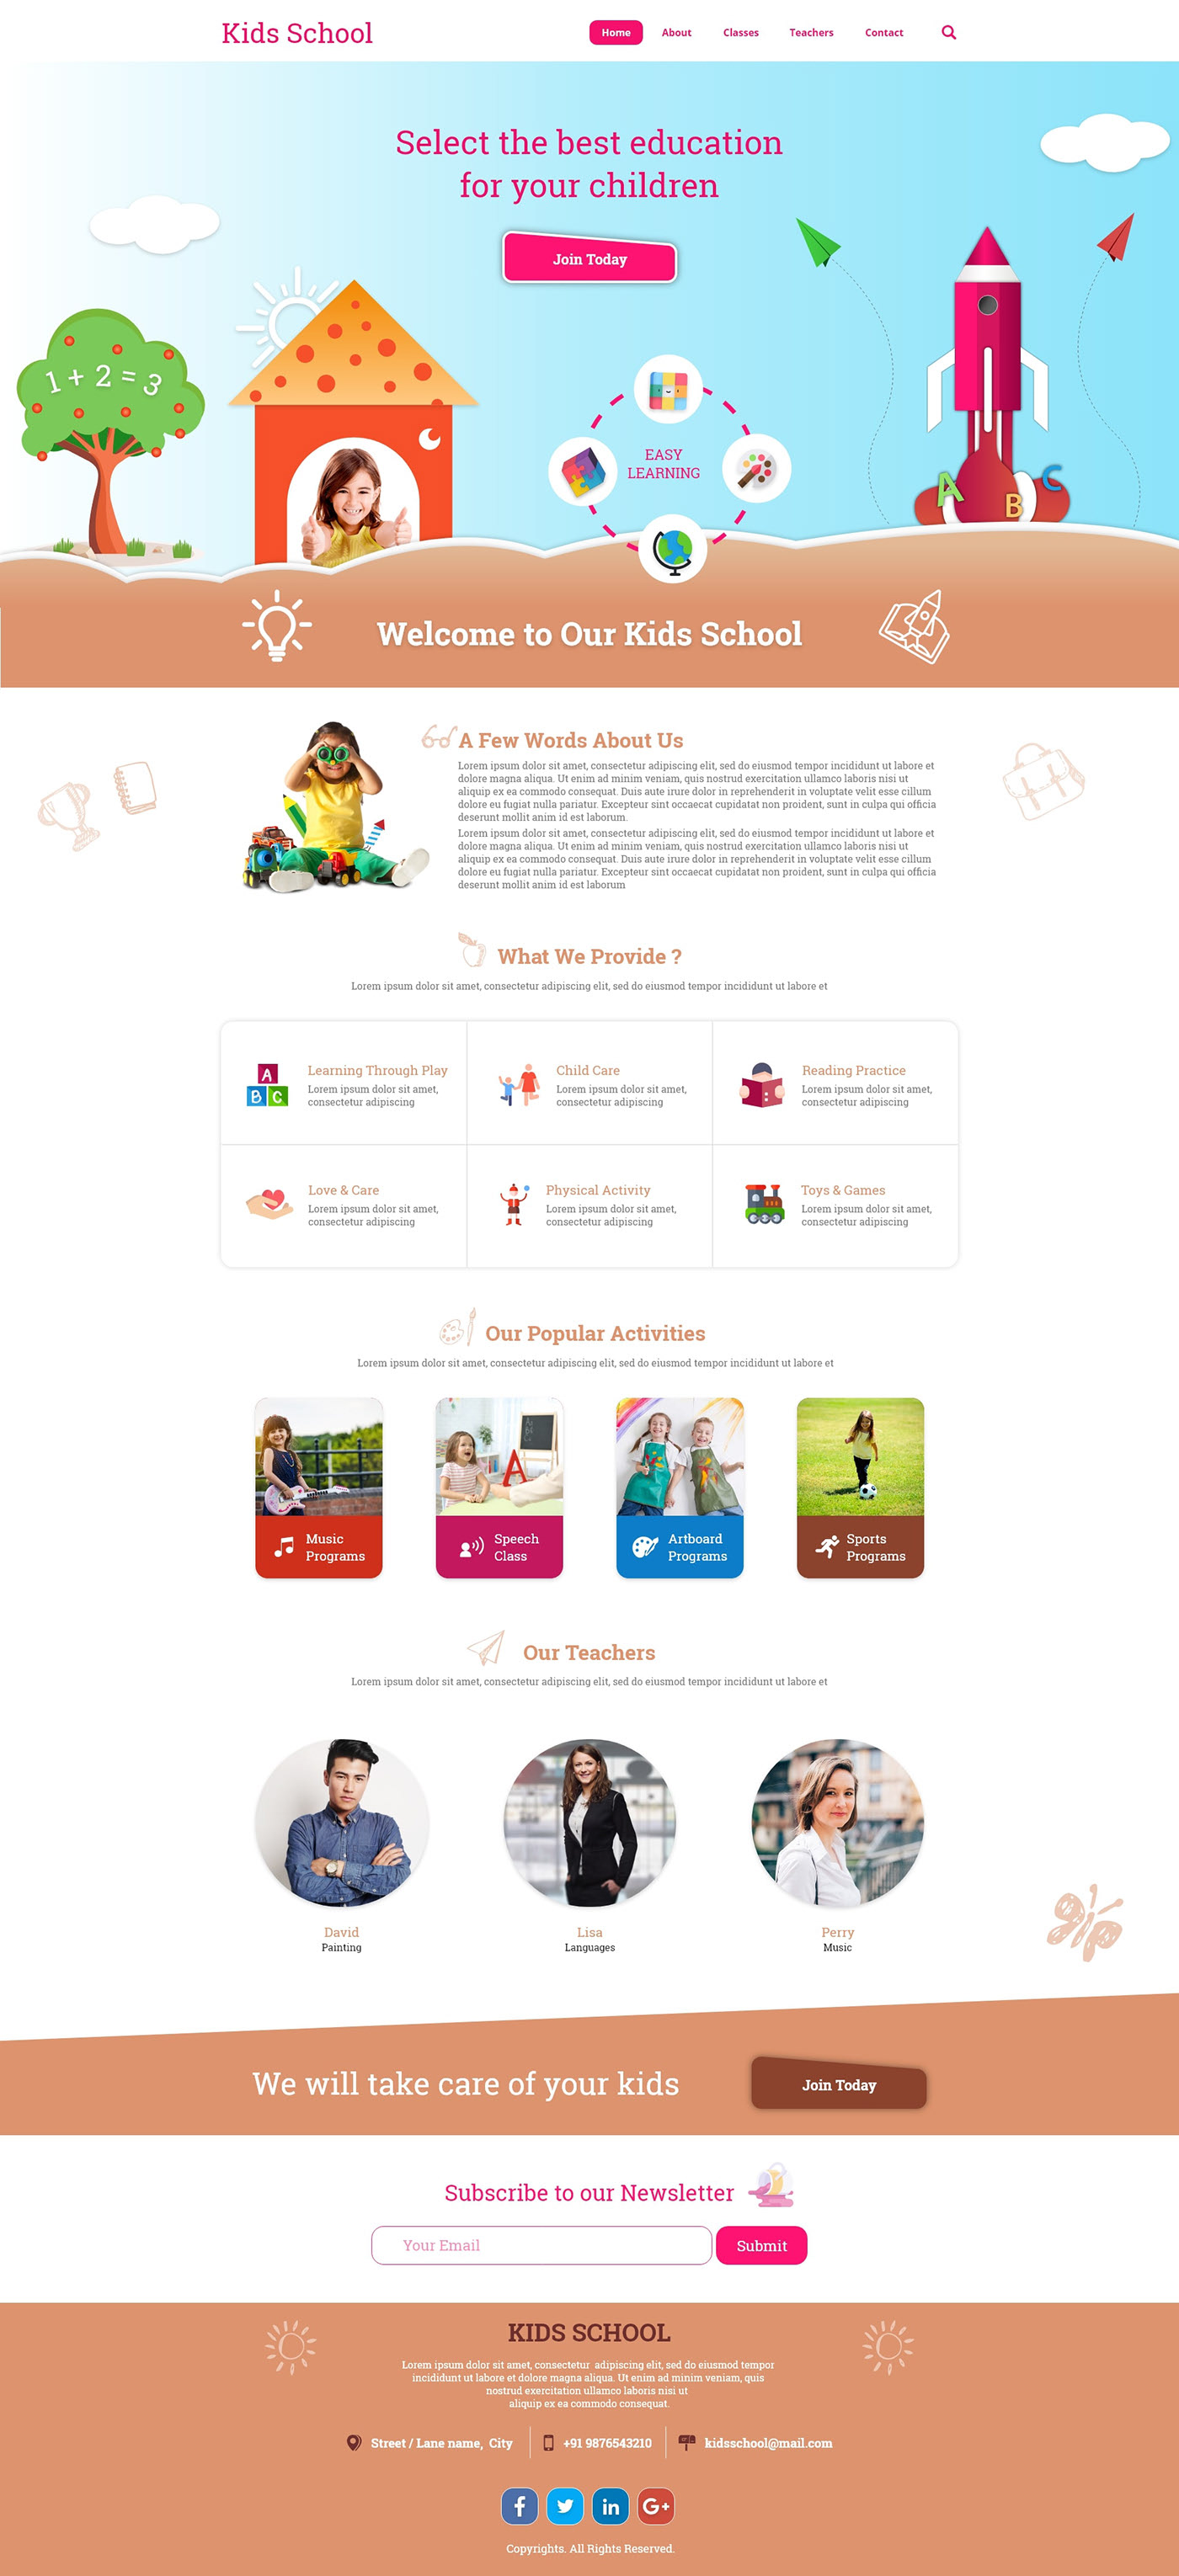 Kids School
Home
About
Classes
Teachers
Contact
Select the best education
for your children
Join Today
1 + 2 = 3
EASY
LEARNING
A
B
C
Welcome to Our Kids School
A Few Words About Us
Lorem ipsum dolor sit amet, consectetur adipiscing elit, sed do eiusmod tempor incididunt ut labore et
dolore magna aliqua. Ut enim ad minim veniam, quis nostrud exercitation ullamco laboris nisi ut
aliquip ex ea commodo consequat. Duis aute irure dolor in reprehenderit in voluptate velit esse cillum
dolore eu fugiat nulla pariatur. Excepteur sint occaecat cupidatat non proident, sunt in culpa qui officia
deserunt mollit anim id est laborum.
Lorem ipsum dolor sit amet, consectetur adipiscing elit, sed do eiusmod tempor incididunt ut labore et
dolore magna aliqua. Ut enim ad minim veniam, quis nostrud exercitation ullamco laboris nisi ut
aliquip ex ea commodo consequat. Duis aute irure dolor in reprehenderit in voluptate velit esse cillum
dolore eu fugiat nulla pariatur. Excepteur sint occaecat cupidatat non proident, sunt in culpa qui officia
deserunt mollit anim id est laborum
What We Provide ?
Lorem ipsum dolor sit amet, consectetur adipiscing elit, sed do eiusmod tempor incididunt ut labore et
A
B C
Learning Through Play
Lorem ipsum dolor sit amet,
consectetur adipiscing
Child Care
Lorem ipsum dolor sit amet,
consectetur adipiscing
Reading Practice
Lorem ipsum dolor sit amet,
consectetur adipiscing
Love & Care
Lorem ipsum dolor sit amet,
consectetur adipiscing
Physical Activity
Lorem ipsum dolor sit amet,
consectetur adipiscing
Toys & Games
Lorem ipsum dolor sit amet,
consectetur adipiscing
Our Popular Activities
Lorem ipsum dolor sit amet, consectetur adipiscing elit, sed do eiusmod tempor incididunt ut labore et
A
Music
Programs
Speech
Class
Artboard
Programs
Sports
Programs
Our Teachers
Lorem ipsum dolor sit amet, consectetur adipiscing elit, sed do eiusmod tempor incididunt ut labore et
David
Painting
Lisa
Languages
Perry
Music
We will take care of your kids
Join Today
Subscribe to our Newsletter
Your Email
Submit
KIDS SCHOOL
Lorem ipsum dolor sit amet, consectetur adipiscing elit, sed do eiusmod tempor
incididunt ut labore et dolore magna aliqua. Ut enim ad minim veniam, quis
nostrud exercitation ullamco laboris nisi ut
aliquip ex ea commodo consequat.
Street / Lane name, City
+91 9876543210
kidsschool@mail.com
f
in
G+
Copyrights. All Rights Reserved.